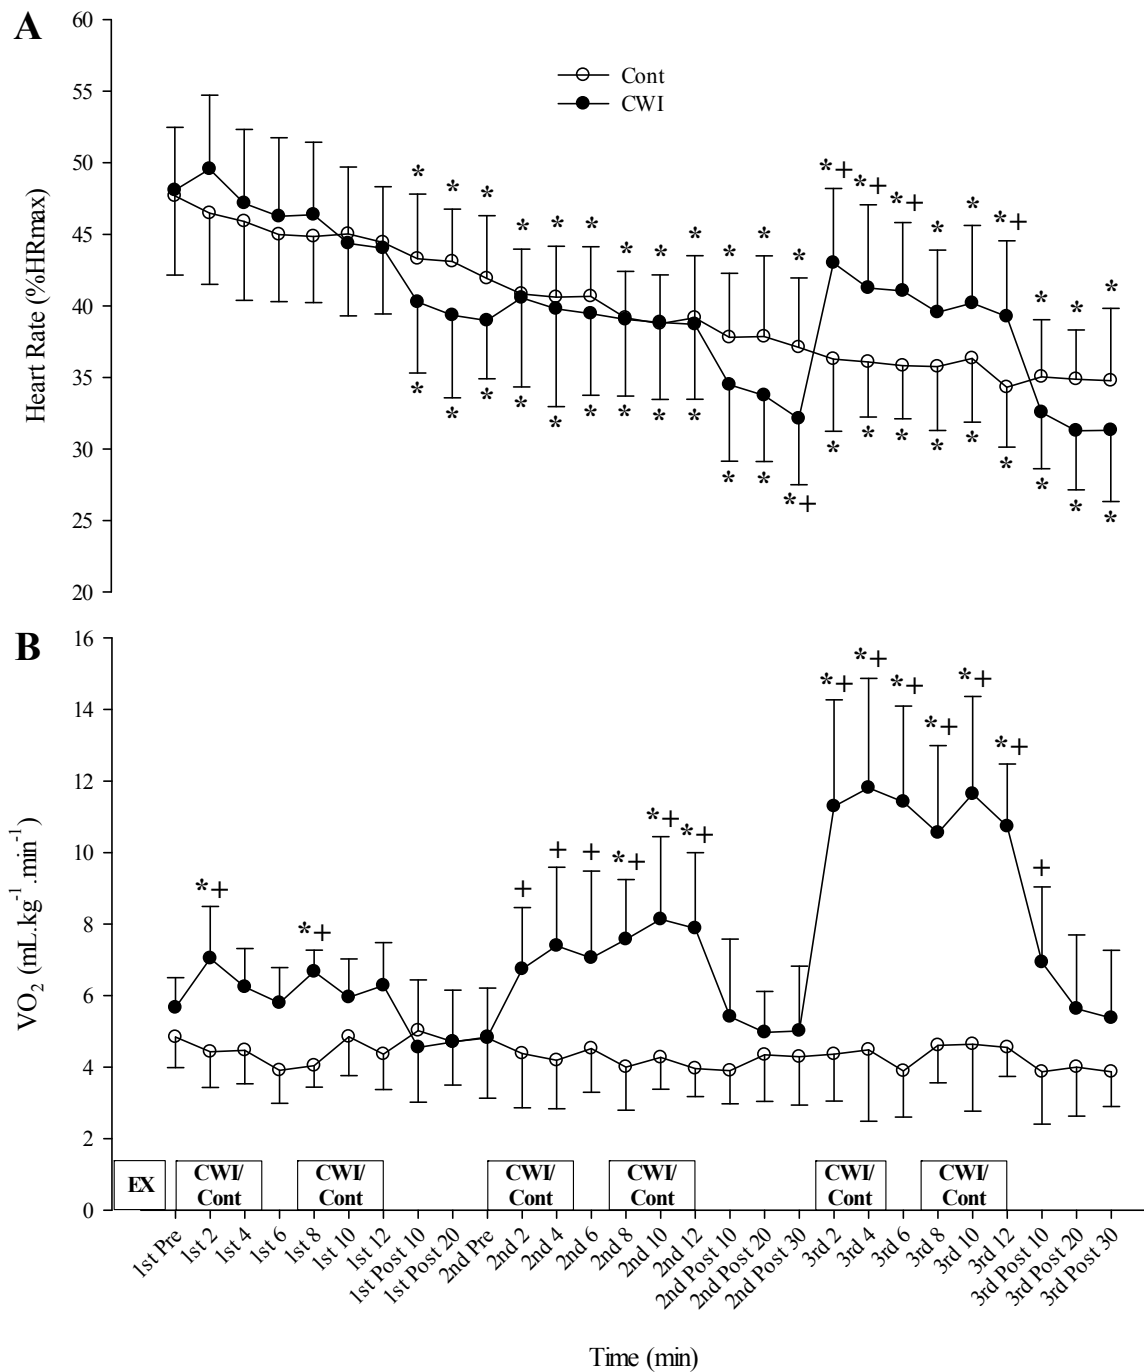 A
Heart Rate (%HRmax)
60
55
50
45
40
35
30
25
20
Cont
CWI
* * * * * * * * * * * * *+ *+ *+ * *+ * * *
* * * * * * * * * * * *+ * * * * * * * * *
B
VO2 (mL.kg-1.min-1)
16
14
12
10
8
6
4
2
0
*+ *+ + + + *+ *+ *+ *+ *+ *+ *+ *+ *+ +
EX
CWI/
Cont
CWI/
Cont
CWI/
Cont
CWI/
Cont
CWI/
Cont
CWI/
Cont
1st Pre
1st 2
1st 4
1st 6
1st 8
1st 10
1st 12
1st Post 10
1st Post 20
2nd Pre
2nd 2
2nd 4
2nd 6
2nd 8
2nd 10
2nd 12
2nd Post 10
2nd Post 20
2nd Post 30
3rd 2
3rd 4
3rd 6
3rd 8
3rd 10
3rd 12
3rd Post 10
3rd Post 20
3rd Post 30
Time (min)